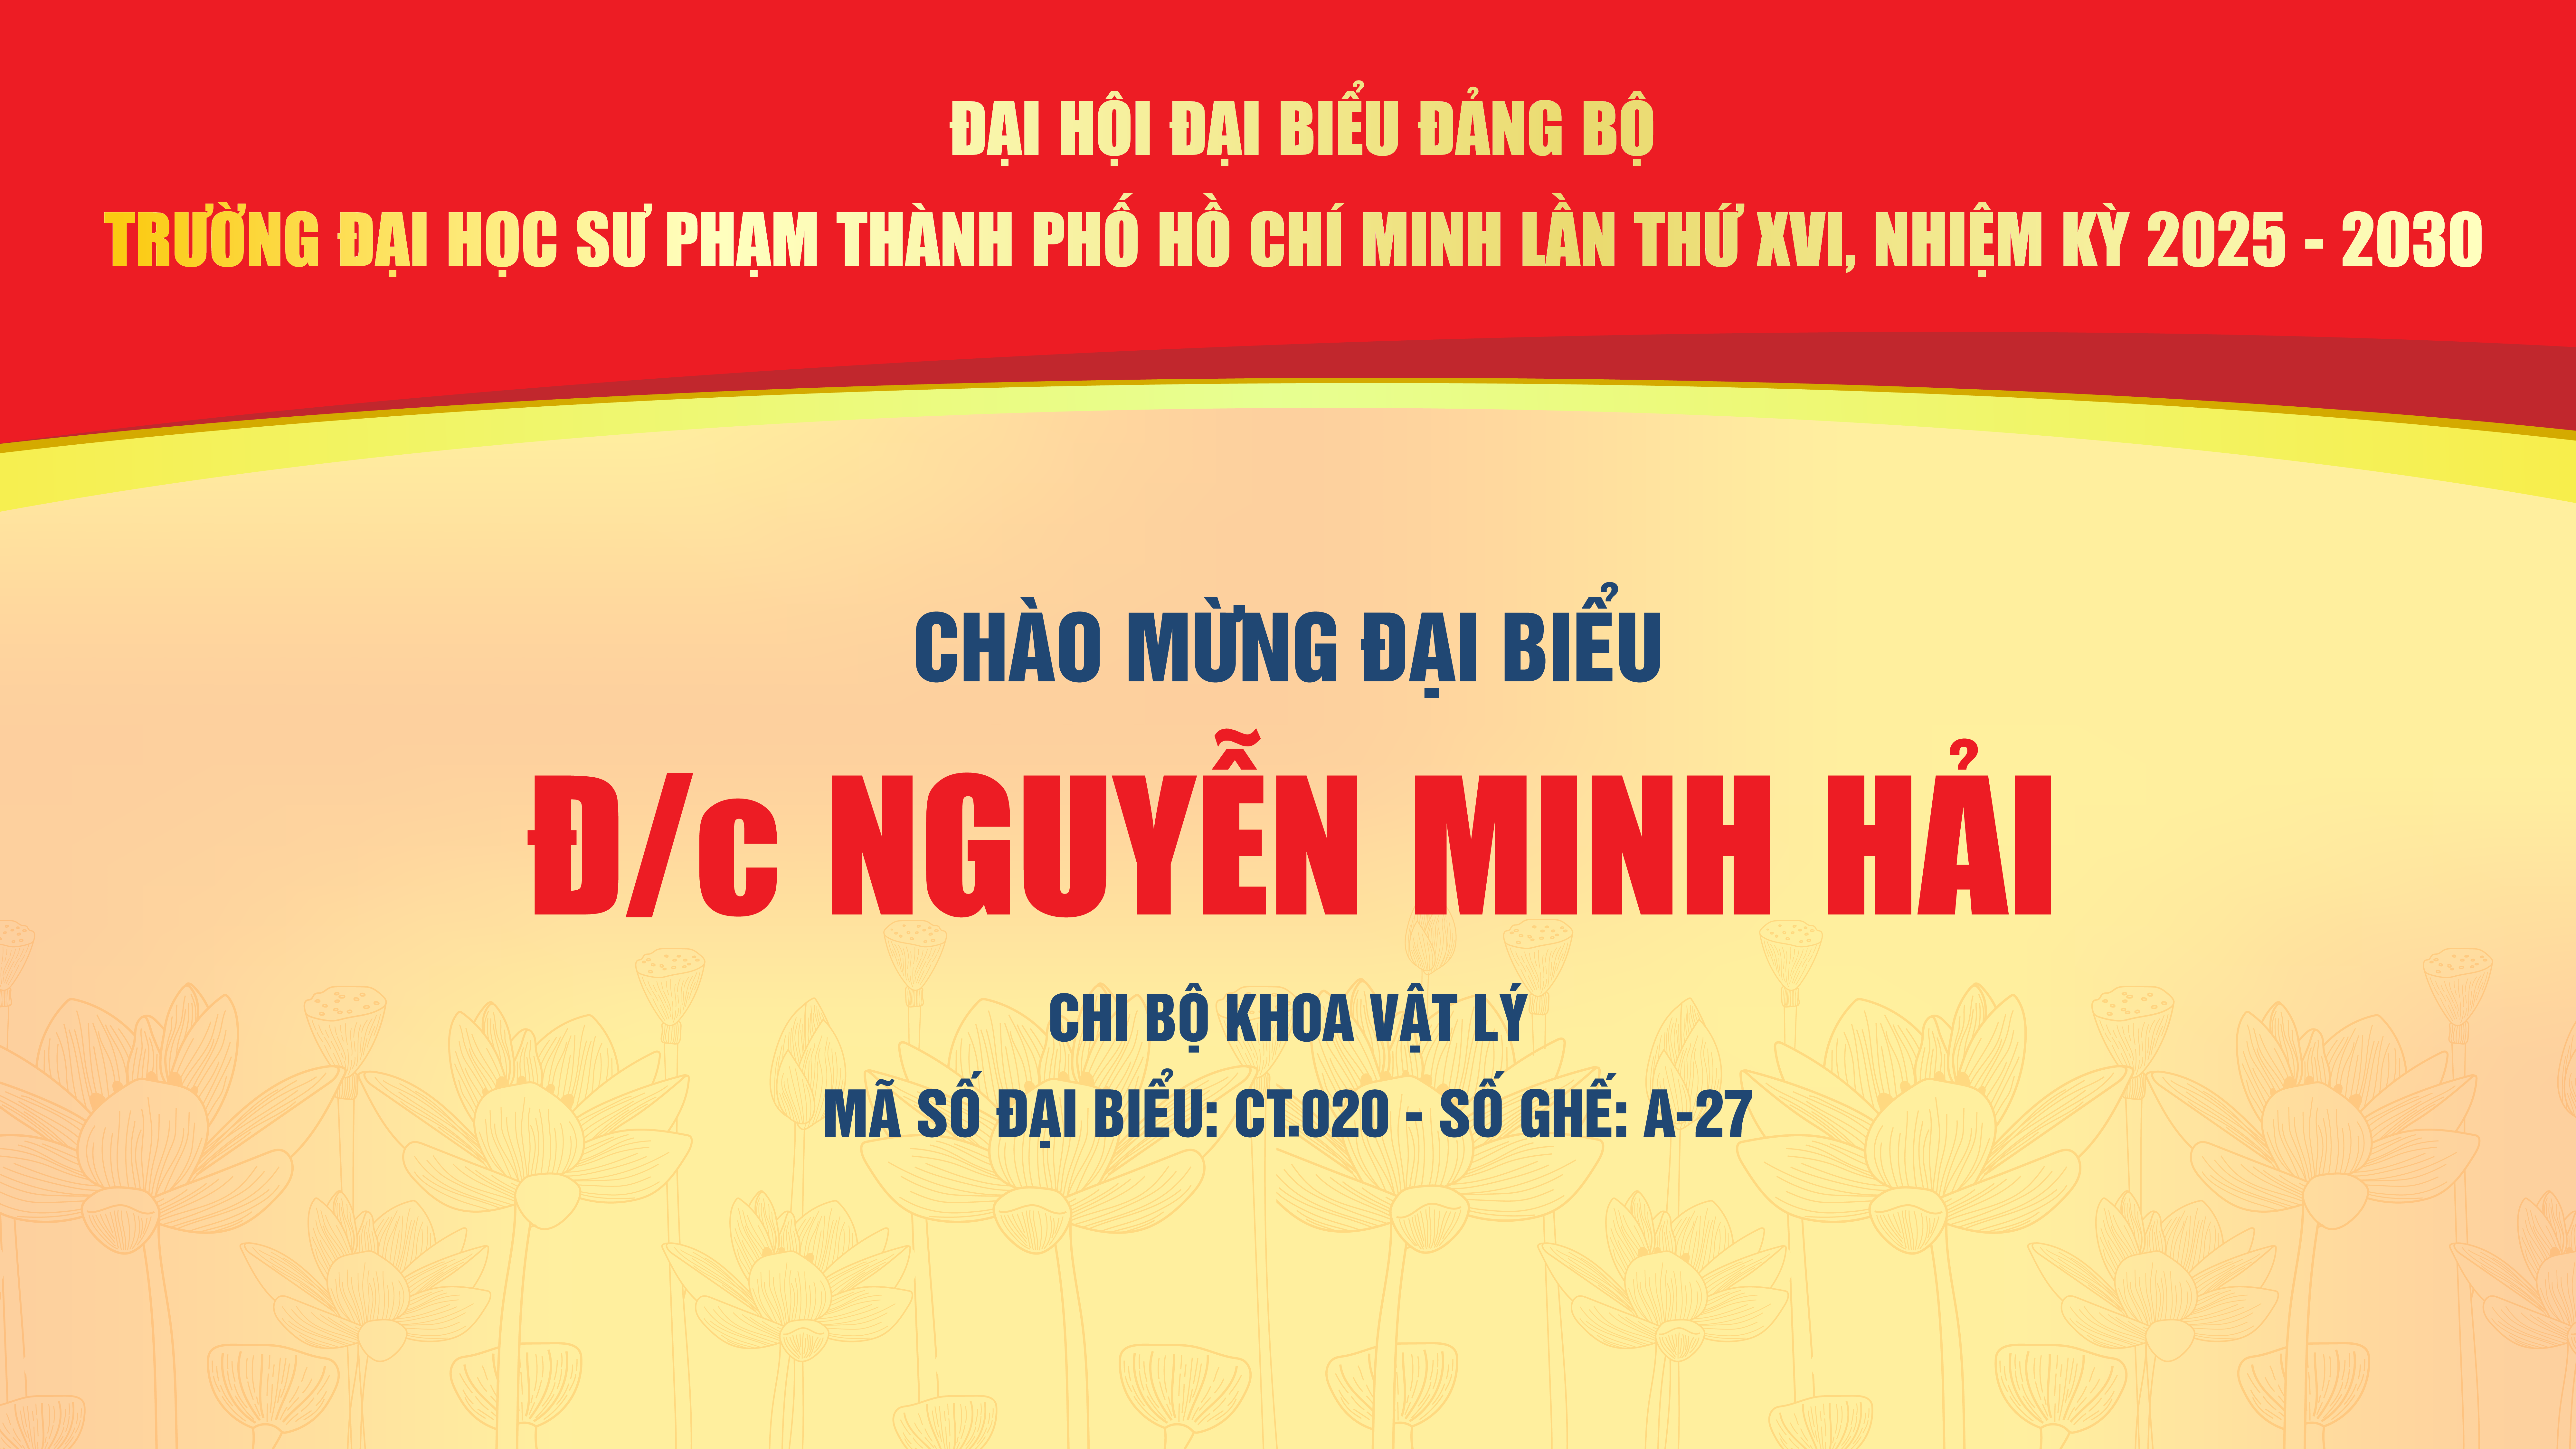 ĐẠI HỘI ĐẠI BIỂU ĐẢNG BỘ
TRƯỜNG ĐẠI HỌC SƯ PHẠM THÀNH PHỐ HỒ CHÍ MINH LẦN THỨ XVI, NHIỆM KỲ 2025 - 2030
CHÀO MỪNG ĐẠI BIỂU
Đ/c NGUYỄN MINH HẢI
CHI BỘ KHOA VẬT LÝ
MÃ SỐ ĐẠI BIỂU: CT.020 - SỐ GHẾ: A-27